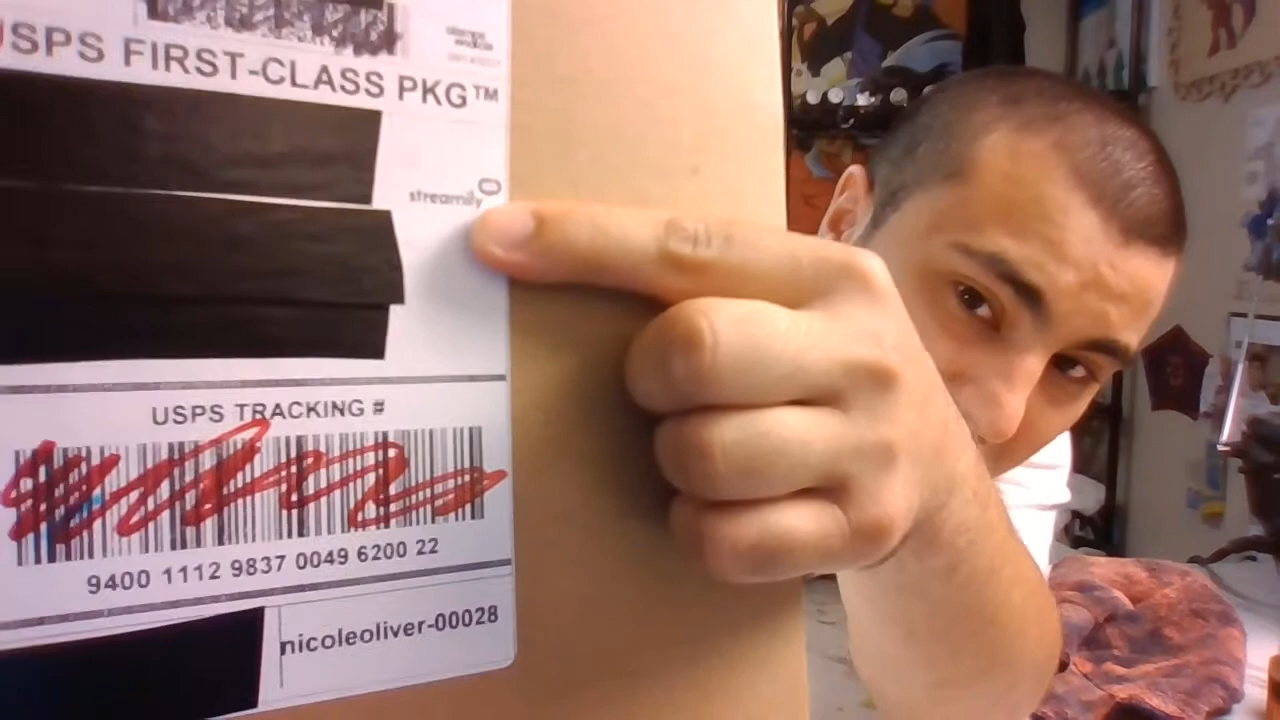 USPS FIRST-CLASS PKG™
streamily
USPS TRACKING #
9400 1112 9837 0049 6200 22
nicoleoliver-00028